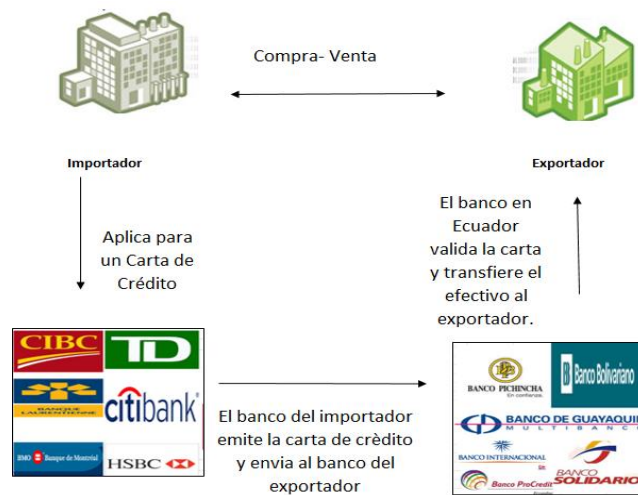 Compra- Venta
Importador
Exportador
Aplica para
un Carta de
Crédito
El banco en
Ecuador
valida la carta
y transfiere el
efectivo al
exportador.
CIBC
TD
BANQUE
LAURENTIENNE
citibank
BMO Banque de Montréal
HSBC
El banco del importador
emite la carta de crèdito
y envia al banco del
exportador
BANCO PICHINCHA
En confianza.
B Banco Bolivariano
BANCO DE GUAYAQUIL
MULTIBANCO
BANCO INTERNACIONAL
Banco ProCredit
BANCO
SOLIDARIO